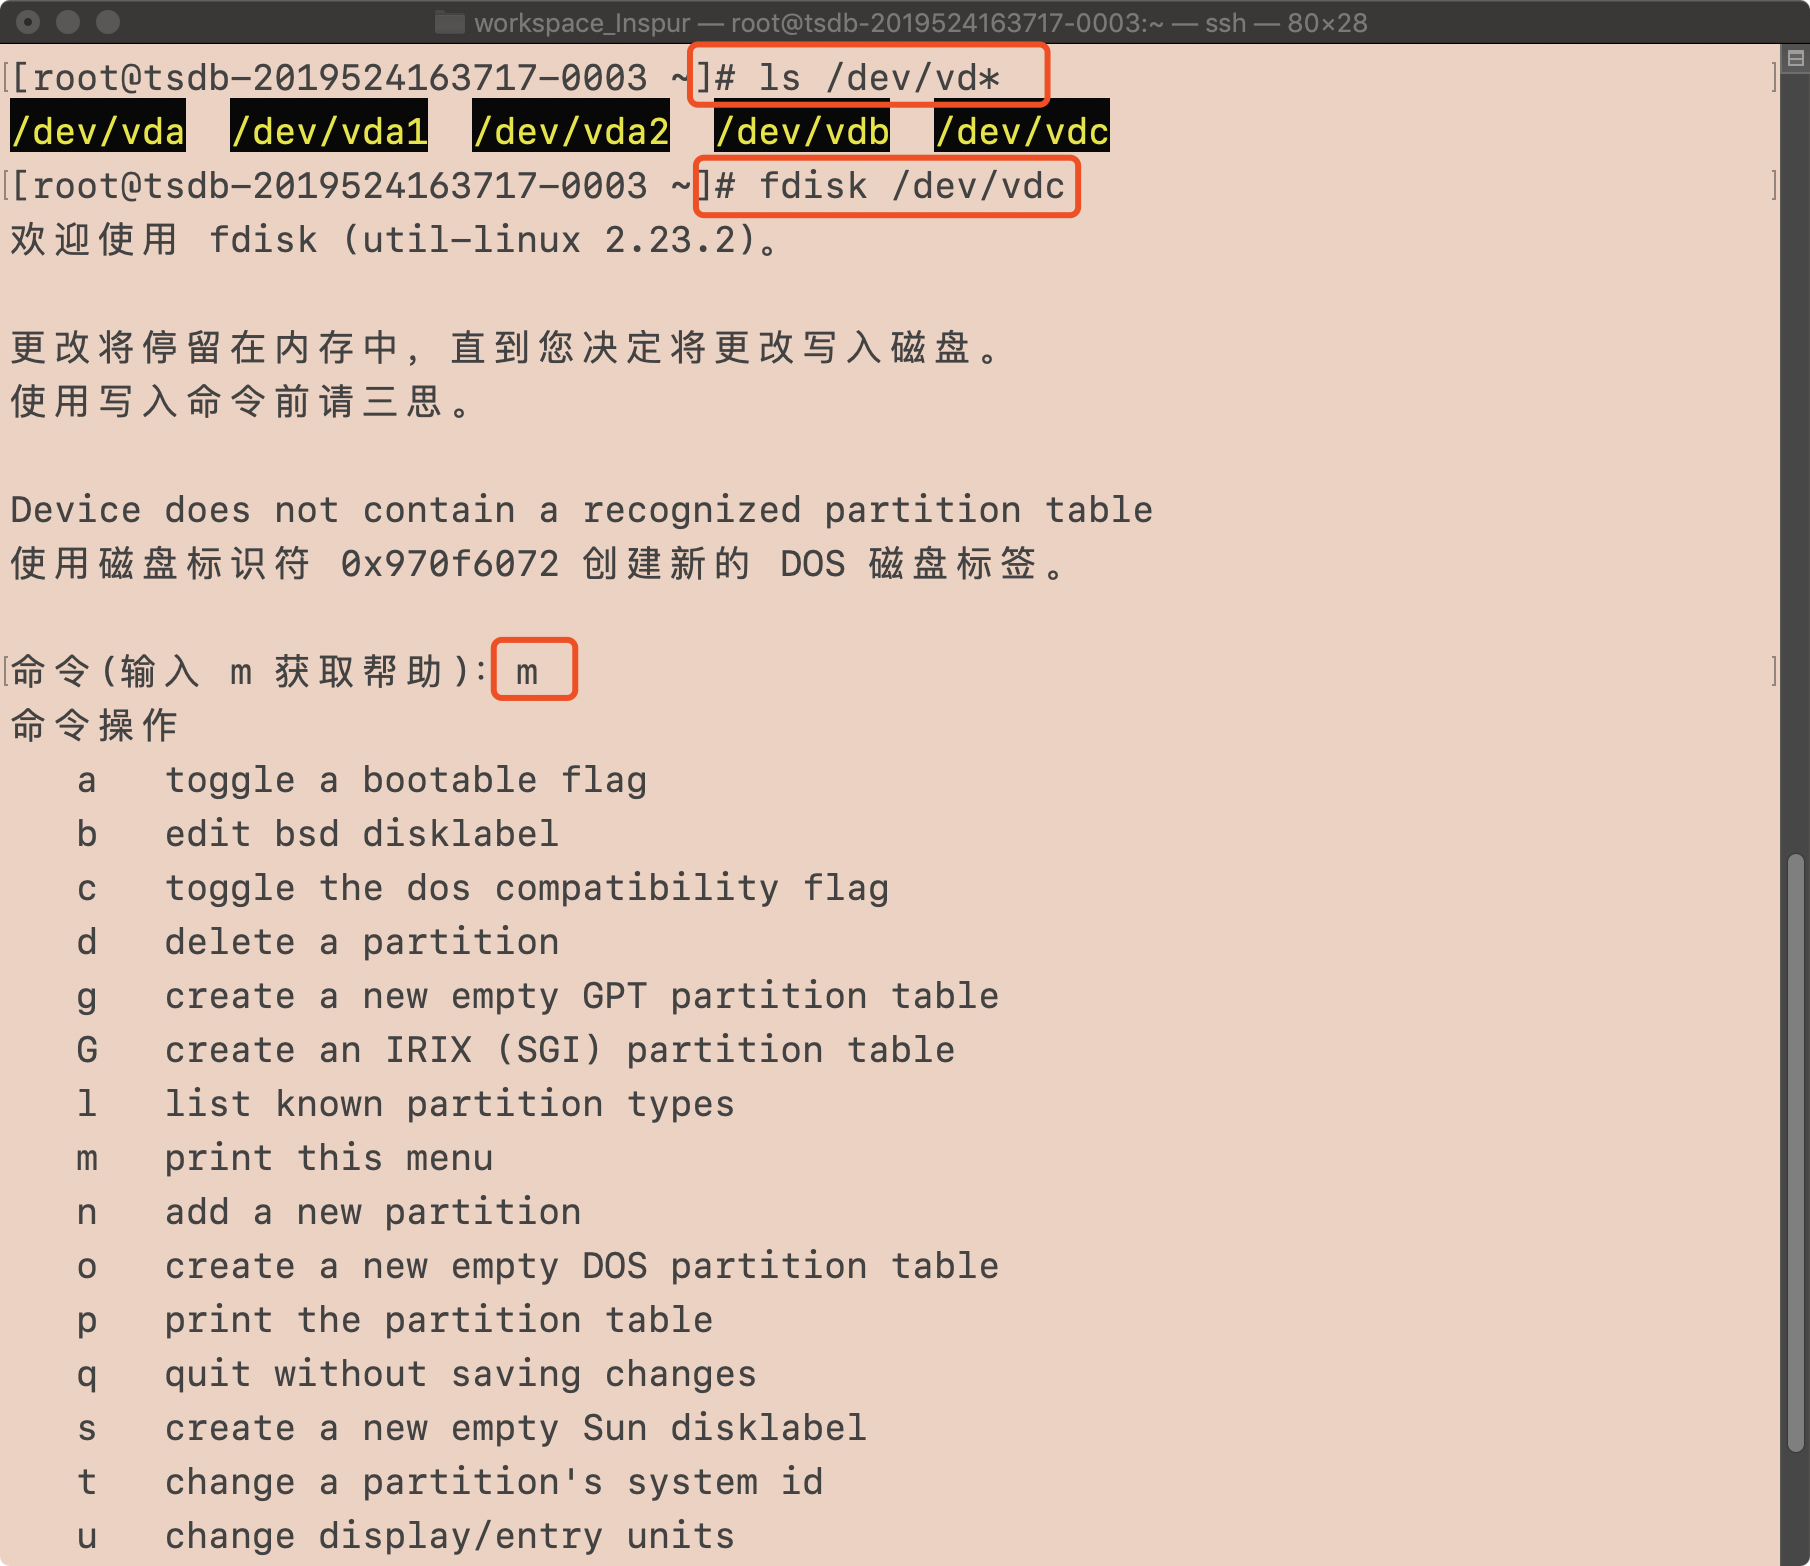 workspace_Inspur — root@tsdb-2019524163717-0003:~ — ssh — 80×28
[[root@tsdb-2019524163717-0003 ~]# ls /dev/vd*
/dev/vda  /dev/vda1  /dev/vda2  /dev/vdb  /dev/vdc
[[root@tsdb-2019524163717-0003 ~]# fdisk /dev/vdc
欢迎使用 fdisk (util-linux 2.23.2)。
更改将停留在内存中，直到您决定将更改写入磁盘。
使用写入命令前请三思。
Device does not contain a recognized partition table
使用磁盘标识符 0x970f6072 创建新的 DOS 磁盘标签。
[命令(输入 m 获取帮助)：m
命令操作
a   toggle a bootable flag
b   edit bsd disklabel
c   toggle the dos compatibility flag
d   delete a partition
g   create a new empty GPT partition table
G   create an IRIX (SGI) partition table
l   list known partition types
m   print this menu
n   add a new partition
o   create a new empty DOS partition table
p   print the partition table
q   quit without saving changes
s   create a new empty Sun disklabel
t   change a partition's system id
u   change display/entry units